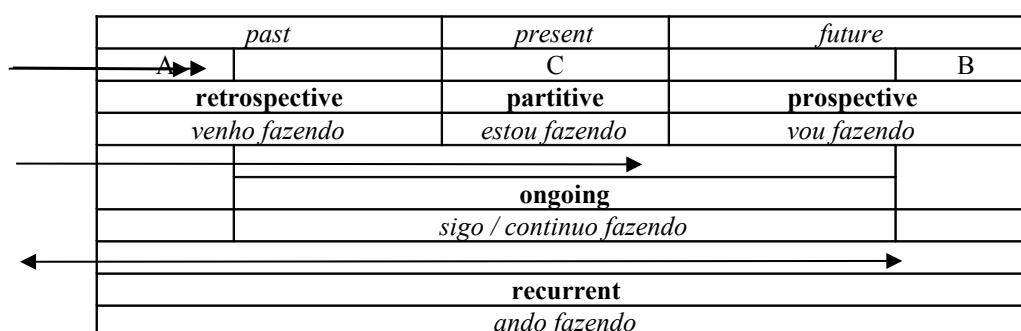 past present future
A C B
retrospective partitive prospective
venho fazendo estou fazendo vou fazendo
ongoing
sigo / continuo fazendo
recurrent
ando fazendo